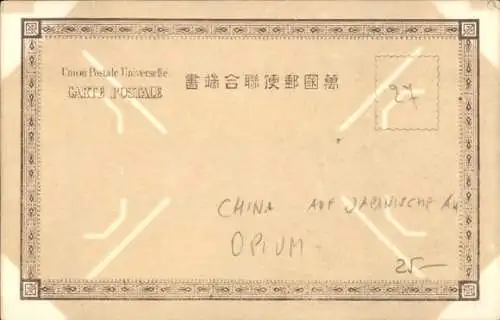 Union Postale Universelle
CARTE POSTALE
萬國郵便聯合端書
27
CHINA AUF JAPANISCHE
OPIUM
25-